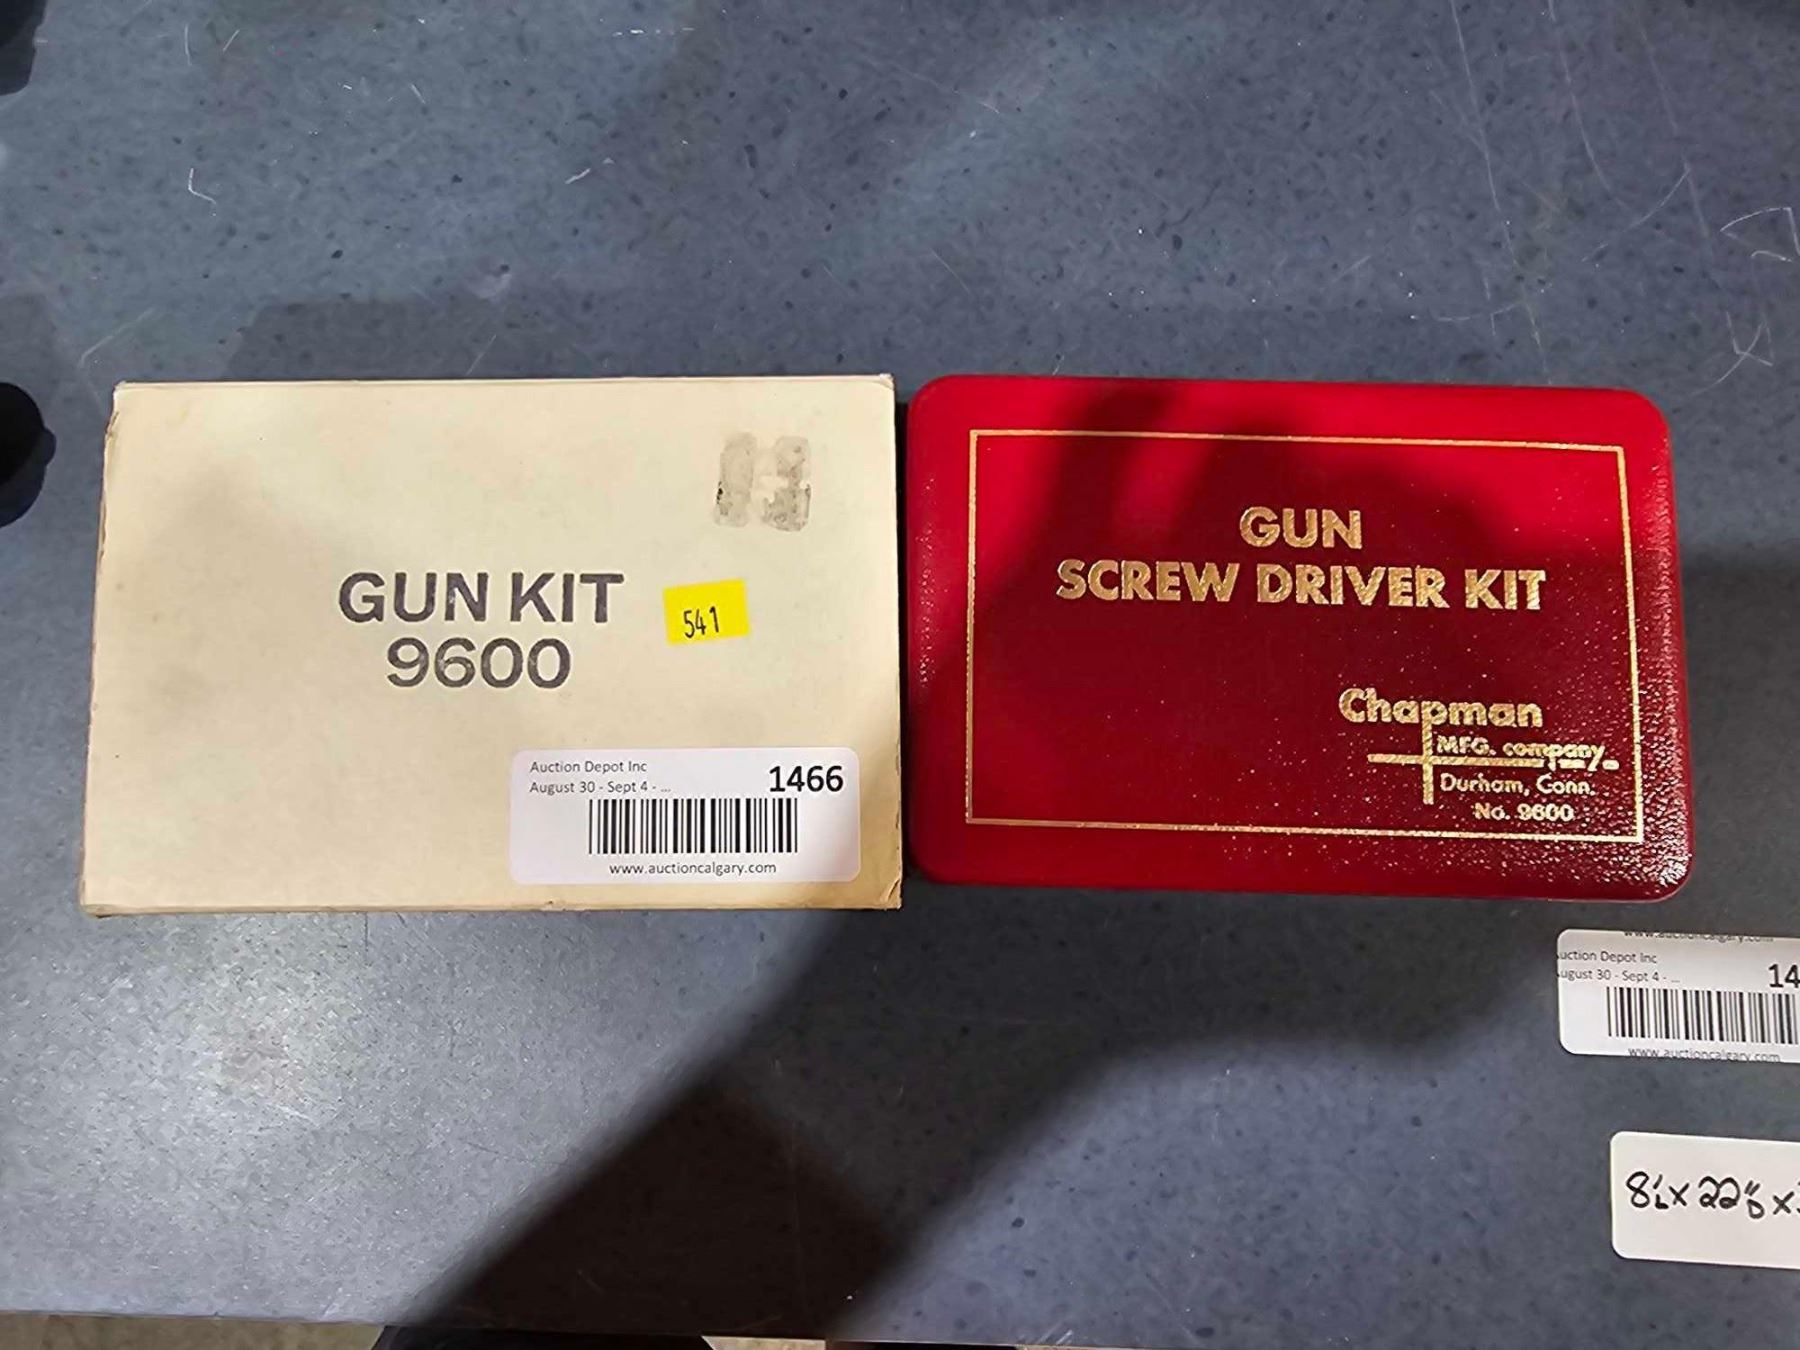 GUN KIT
9600
541
Auction Depot Inc
August 30 - Sept 4 - ...
1466
www.auctioncalgary.com
GUN
SCREW DRIVER KIT
Chapman
MFG. company
Durham, Conn.
No. 9600
www.auctioncalgary.com
uction Depot Inc
ugust 30 - Sept 4 - ...
14
www.auctioncalgary.com
8'L x 22"D x